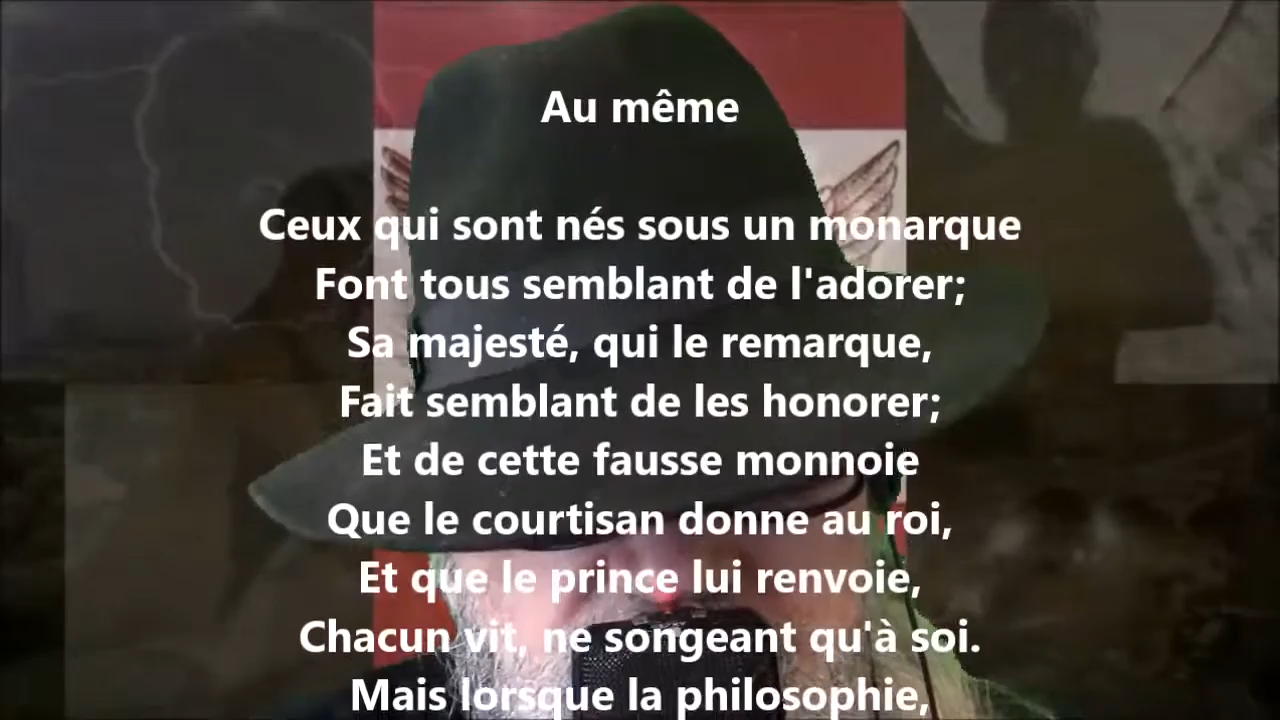 Au même
Ceux qui sont nés sous un monarque
Font tous semblant de l'adorer;
Sa majesté, qui le remarque,
Fait semblant de les honorer;
Et de cette fausse monnoie
Que le courtisan donne au roi,
Et que le prince lui renvoie,
Chacun vit, ne songeant qu'à soi.
Mais lorsque la philosophie,